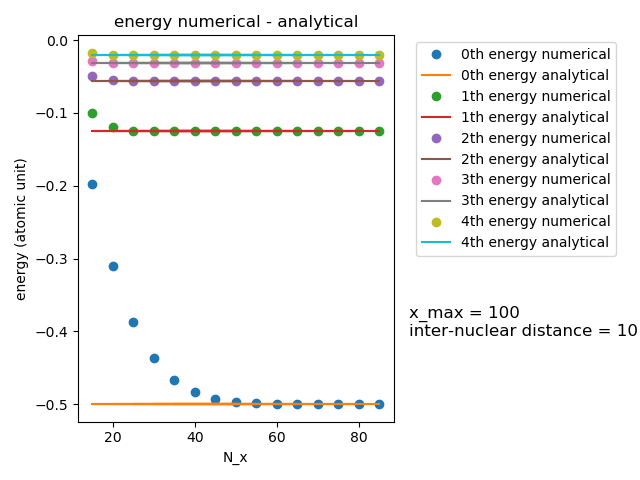 energy numerical - analytical
0.0
−0.1
−0.2
−0.3
−0.4
−0.5
energy (atomic unit)
20
40
60
80
N_x
0th energy numerical
0th energy analytical
1th energy numerical
1th energy analytical
2th energy numerical
2th energy analytical
3th energy numerical
3th energy analytical
4th energy numerical
4th energy analytical
x_max = 100
inter-nuclear distance = 10